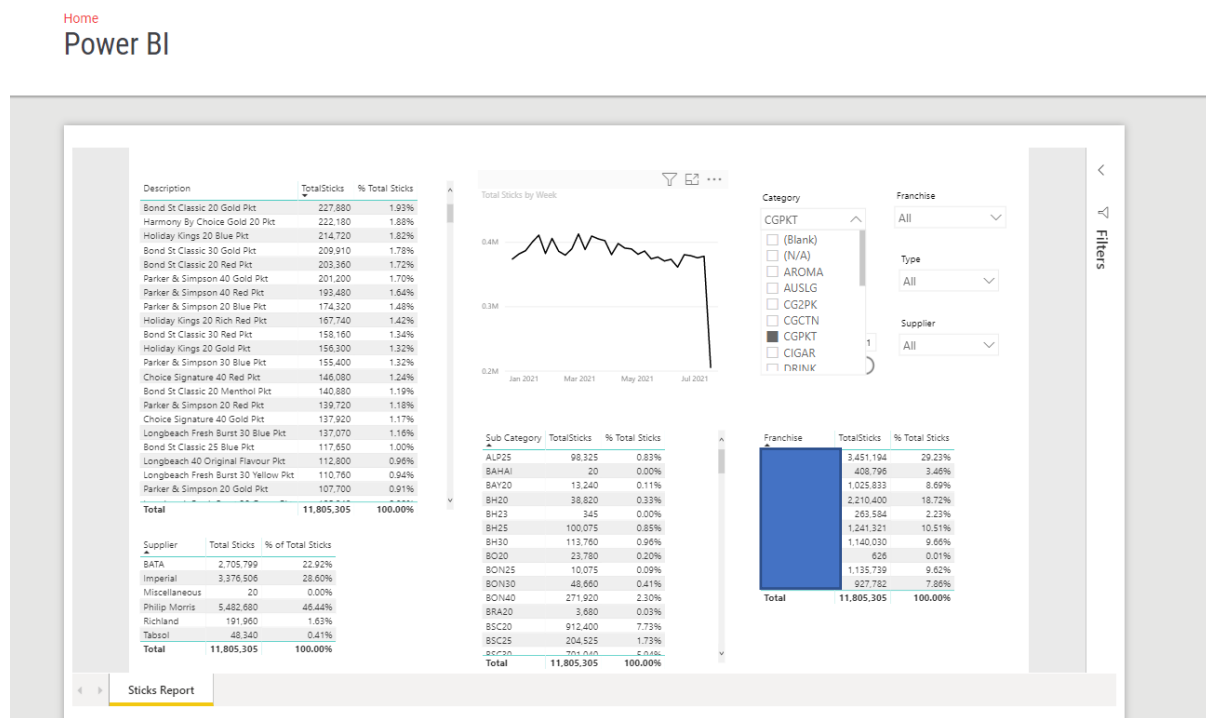 Home
Power BI
Description TotalSticks % Total Sticks
Bond St Classic 20 Gold Pkt 227,880 1.93%
Harmony By Choice Gold 20 Pkt 222,180 1.88%
Holiday Kings 20 Blue Pkt 214,720 1.82%
Bond St Classic 30 Gold Pkt 209,910 1.78%
Bond St Classic 20 Red Pkt 203,360 1.72%
Parker & Simpson 40 Gold Pkt 201,200 1.70%
Parker & Simpson 40 Red Pkt 193,480 1.64%
Parker & Simpson 20 Blue Pkt 174,320 1.48%
Holiday Kings 20 Rich Red Pkt 167,740 1.42%
Bond St Classic 30 Red Pkt 158,160 1.34%
Holiday Kings 20 Gold Pkt 156,300 1.32%
Parker & Simpson 30 Blue Pkt 155,400 1.32%
Choice Signature 40 Red Pkt 146,080 1.24%
Bond St Classic 20 Menthol Pkt 140,880 1.19%
Parker & Simpson 20 Red Pkt 139,720 1.18%
Choice Signature 40 Gold Pkt 137,920 1.17%
Longbeach Fresh Burst 30 Blue Pkt 137,070 1.16%
Bond St Classic 25 Blue Pkt 117,650 1.00%
Longbeach 40 Original Flavour Pkt 112,800 0.96%
Longbeach Fresh Burst 30 Yellow Pkt 110,760 0.94%
Parker & Simpson 20 Gold Pkt 107,700 0.91%
Total 11,805,305 100.00%
Supplier Total Sticks % of Total Sticks
BATA 2,705,799 22.92%
Imperial 3,376,506 28.60%
Miscellaneous 20 0.00%
Philip Morris 5,482,680 46.44%
Richland 191,960 1.63%
Tabsol 48,340 0.41%
Total 11,805,305 100.00%
Total Sticks by Week
0.4M
0.3M
0.2M
Jan 2021 Mar 2021 May 2021 Jul 2021
Category
CGPKT
(Blank)
(N/A)
AROMA
AUSLG
CG2PK
CGCTN
CGPKT
CIGAR
DRINK
1
Franchise
All
Type
All
Supplier
All
Filters
Sub Category TotalSticks % Total Sticks
ALP25 98,325 0.83%
BAHAI 20 0.00%
BAY20 13,240 0.11%
BH20 38,820 0.33%
BH23 345 0.00%
BH25 100,075 0.85%
BH30 113,760 0.96%
BO20 23,780 0.20%
BON25 10,075 0.09%
BON30 48,660 0.41%
BON40 271,920 2.30%
BRA20 3,680 0.03%
BSC20 912,400 7.73%
BSC25 204,525 1.73%
BSC30 701,040 5.94%
Total 11,805,305 100.00%
Franchise TotalSticks % Total Sticks
3,451,194 29.23%
408,796 3.46%
1,025,833 8.69%
2,210,400 18.72%
263,584 2.23%
1,241,321 10.51%
1,140,030 9.66%
626 0.01%
1,135,739 9.62%
927,782 7.86%
Total 11,805,305 100.00%
Sticks Report